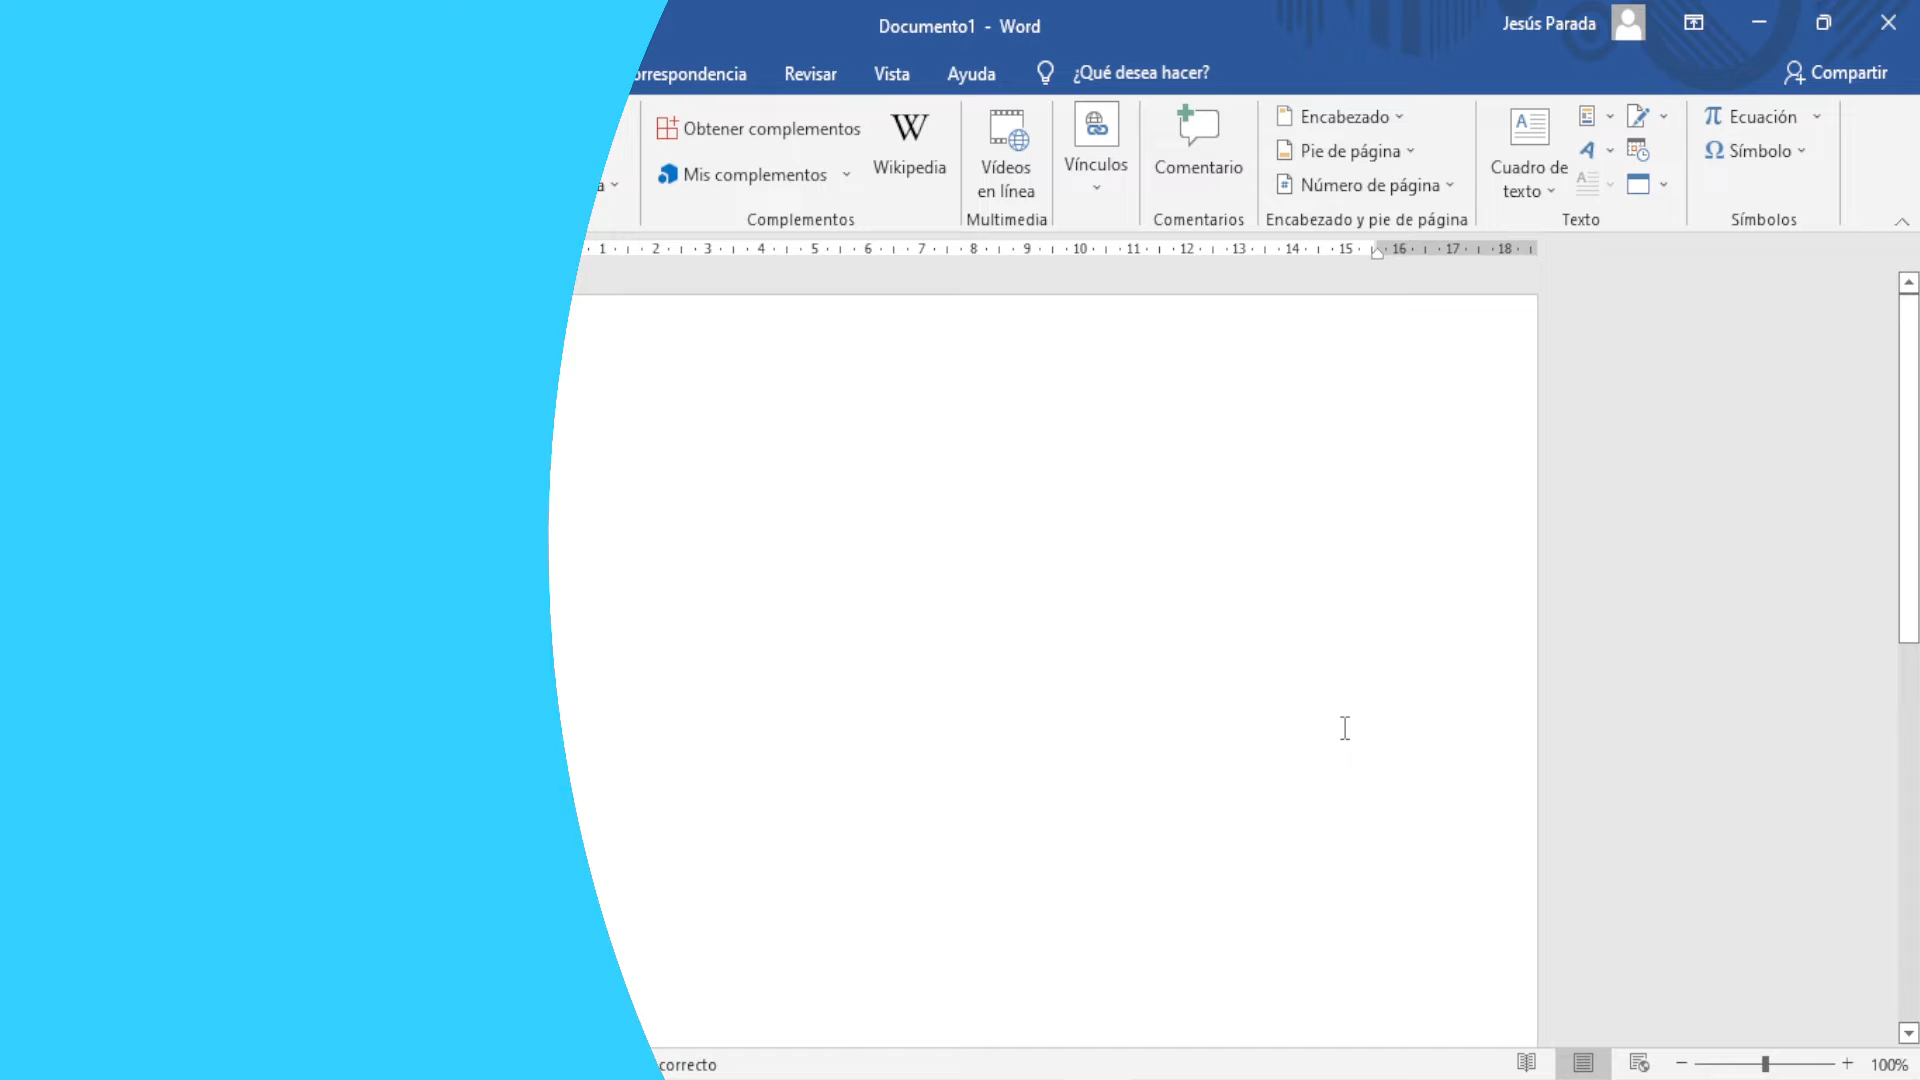 Documento1 - Word
Jesús Parada
orrespondencia Revisar Vista Ayuda ¿Qué desea hacer? Compartir
Obtener complementos
Mis complementos
Wikipedia
Complementos
Vídeos
en línea
Multimedia
Vínculos
Comentario
Comentarios
Encabezado
Pie de página
Número de página
Encabezado y pie de página
Cuadro de
texto
Texto
π Ecuación
Ω Símbolo
Símbolos
a
1 2 3 4 5 6 7 8 9 10 11 12 13 14 15 16 17 18
correcto
100%